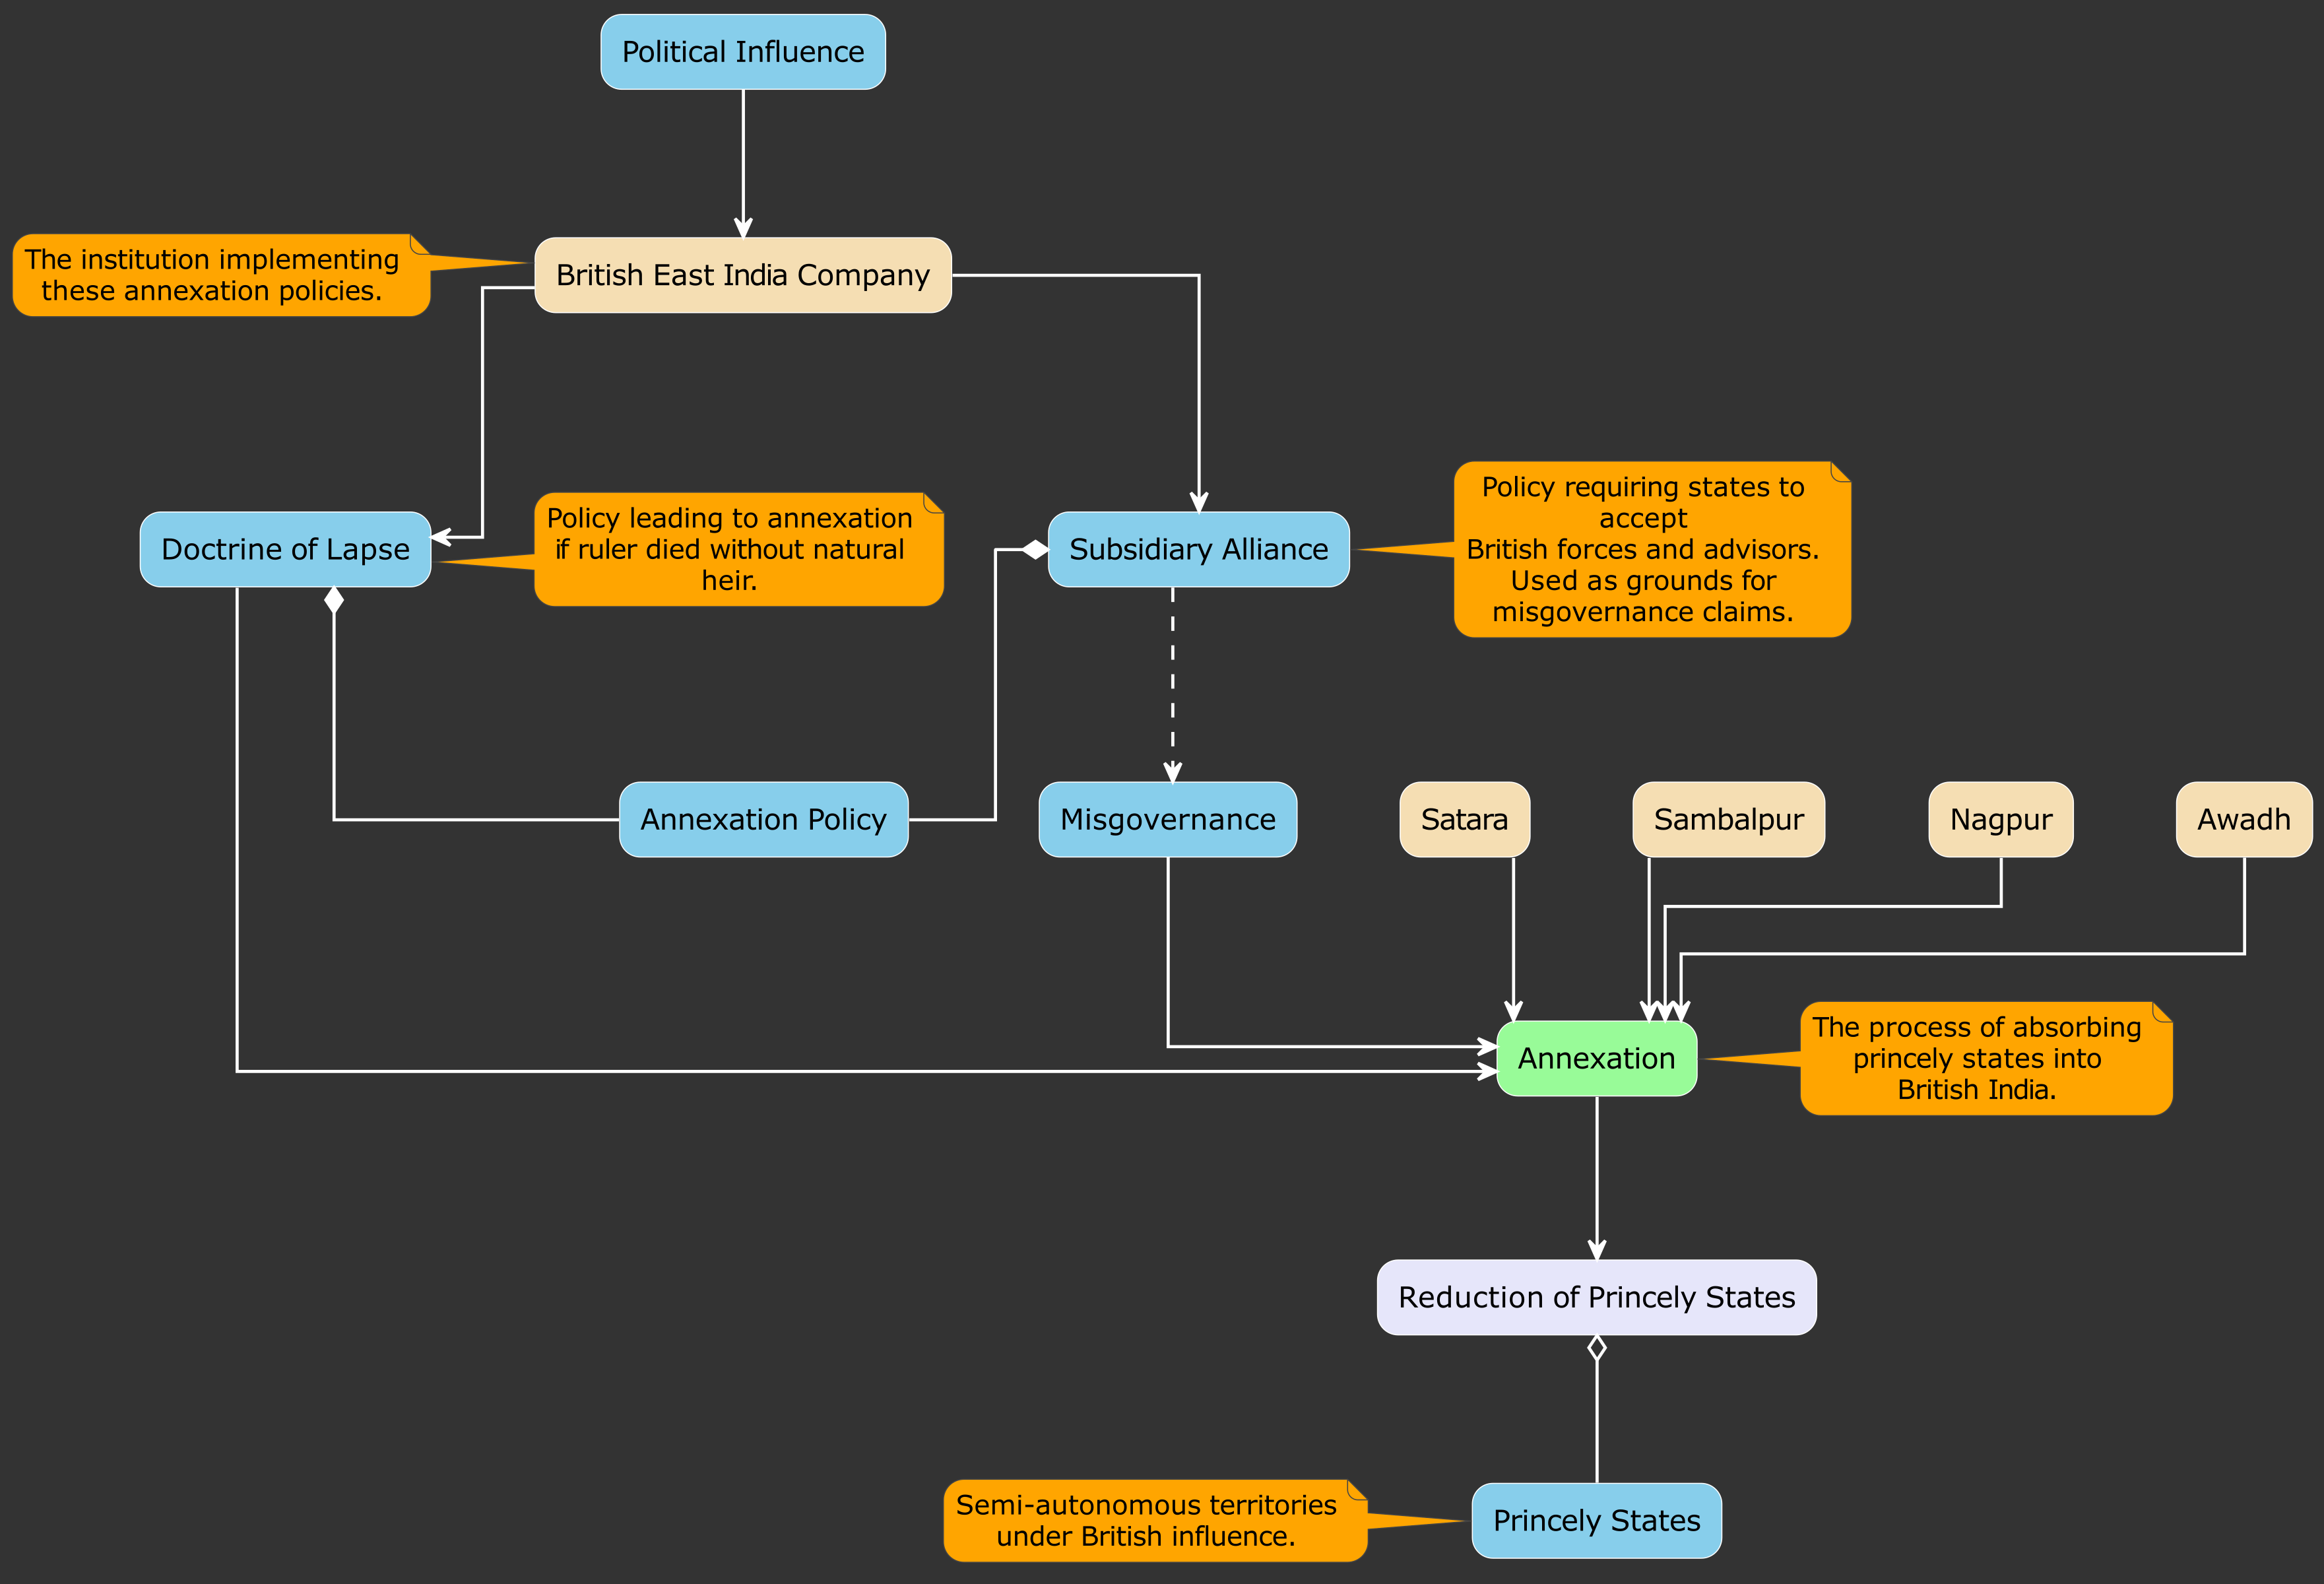 Political Influence
The institution implementing
these annexation policies.
British East India Company
Doctrine of Lapse
Policy leading to annexation
if ruler died without natural
heir.
Subsidiary Alliance
Policy requiring states to
accept
British forces and advisors.
Used as grounds for
misgovernance claims.
Annexation Policy
Misgovernance
Satara
Sambalpur
Nagpur
Awadh
Annexation
The process of absorbing
princely states into
British India.
Reduction of Princely States
Semi-autonomous territories
under British influence.
Princely States